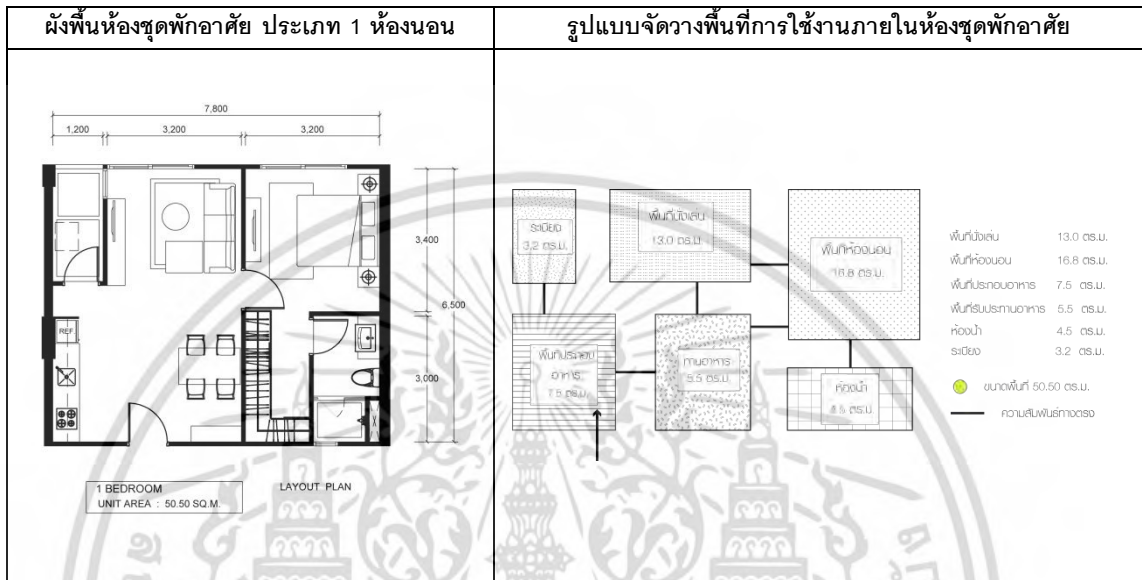 ผังพื้นห้องชุดพักอาศัย ประเภท 1 ห้องนอน
รูปแบบจัดวางพื้นที่การใช้งานภายในห้องชุดพักอาศัย
7,800
1,200 3,200 3,200
3,400
6,500
3,000
REF.
1 BEDROOM
UNIT AREA : 50.50 SQ.M.
LAYOUT PLAN
ระเบียง
3.2 ตร.ม.
พื้นที่นั่งเล่น
13.0 ตร.ม.
พื้นที่ห้องนอน
16.8 ตร.ม.
พื้นที่ประกอบ
อาหาร
7.5 ตร.ม.
ทานอาหาร
5.5 ตร.ม.
ห้องน้ำ
4.5 ตร.ม.
พื้นที่นั่งเล่น 13.0 ตร.ม.
พื้นที่ห้องนอน 16.8 ตร.ม.
พื้นที่ประกอบอาหาร 7.5 ตร.ม.
พื้นที่รับประทานอาหาร 5.5 ตร.ม.
ห้องน้ำ 4.5 ตร.ม.
ระเบียง 3.2 ตร.ม.
ขนาดพื้นที่ 50.50 ตร.ม.
ความสัมพันธ์ทางตรง